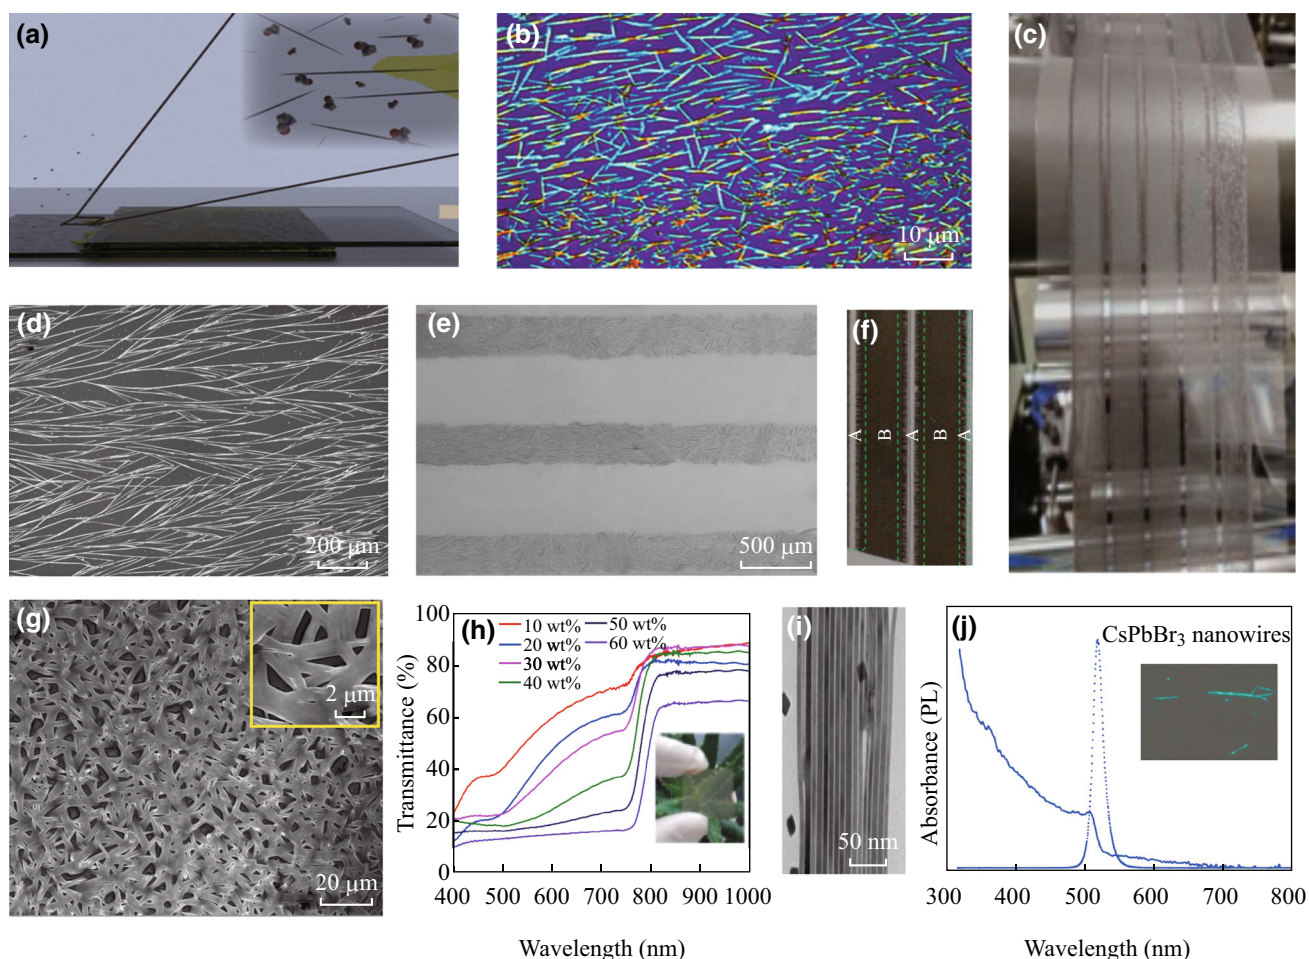 (a)
(b)
10 μm
(c)
(d)
200 μm
(e)
500 μm
(f)
A
B
A
B
A
(g)
2 μm
20 μm
(h)
100
80
60
40
20
0
Transmittance (%)
10 wt%
20 wt%
30 wt%
40 wt%
50 wt%
60 wt%
400 500 600 700 800 900 1000
Wavelength (nm)
(i)
50 nm
(j)
CsPbBr₃ nanowires
Absorbance (PL)
300 400 500 600 700 800
Wavelength (nm)